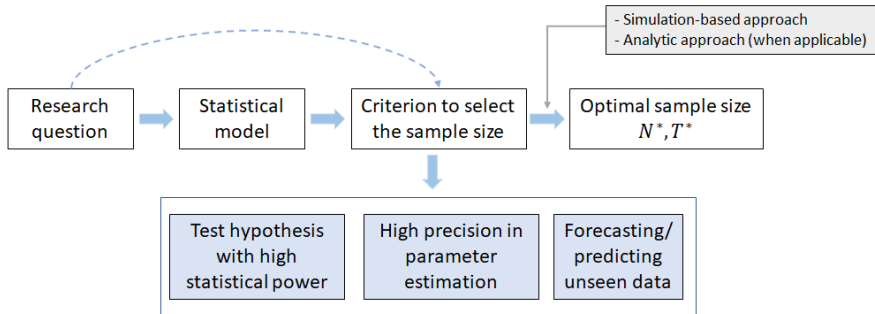 - Simulation-based approach
- Analytic approach (when applicable)
Research
question
Statistical
model
Criterion to select
the sample size
Optimal sample size
N*, T*
Test hypothesis
with high
statistical power
High precision in
parameter
estimation
Forecasting/
predicting
unseen data